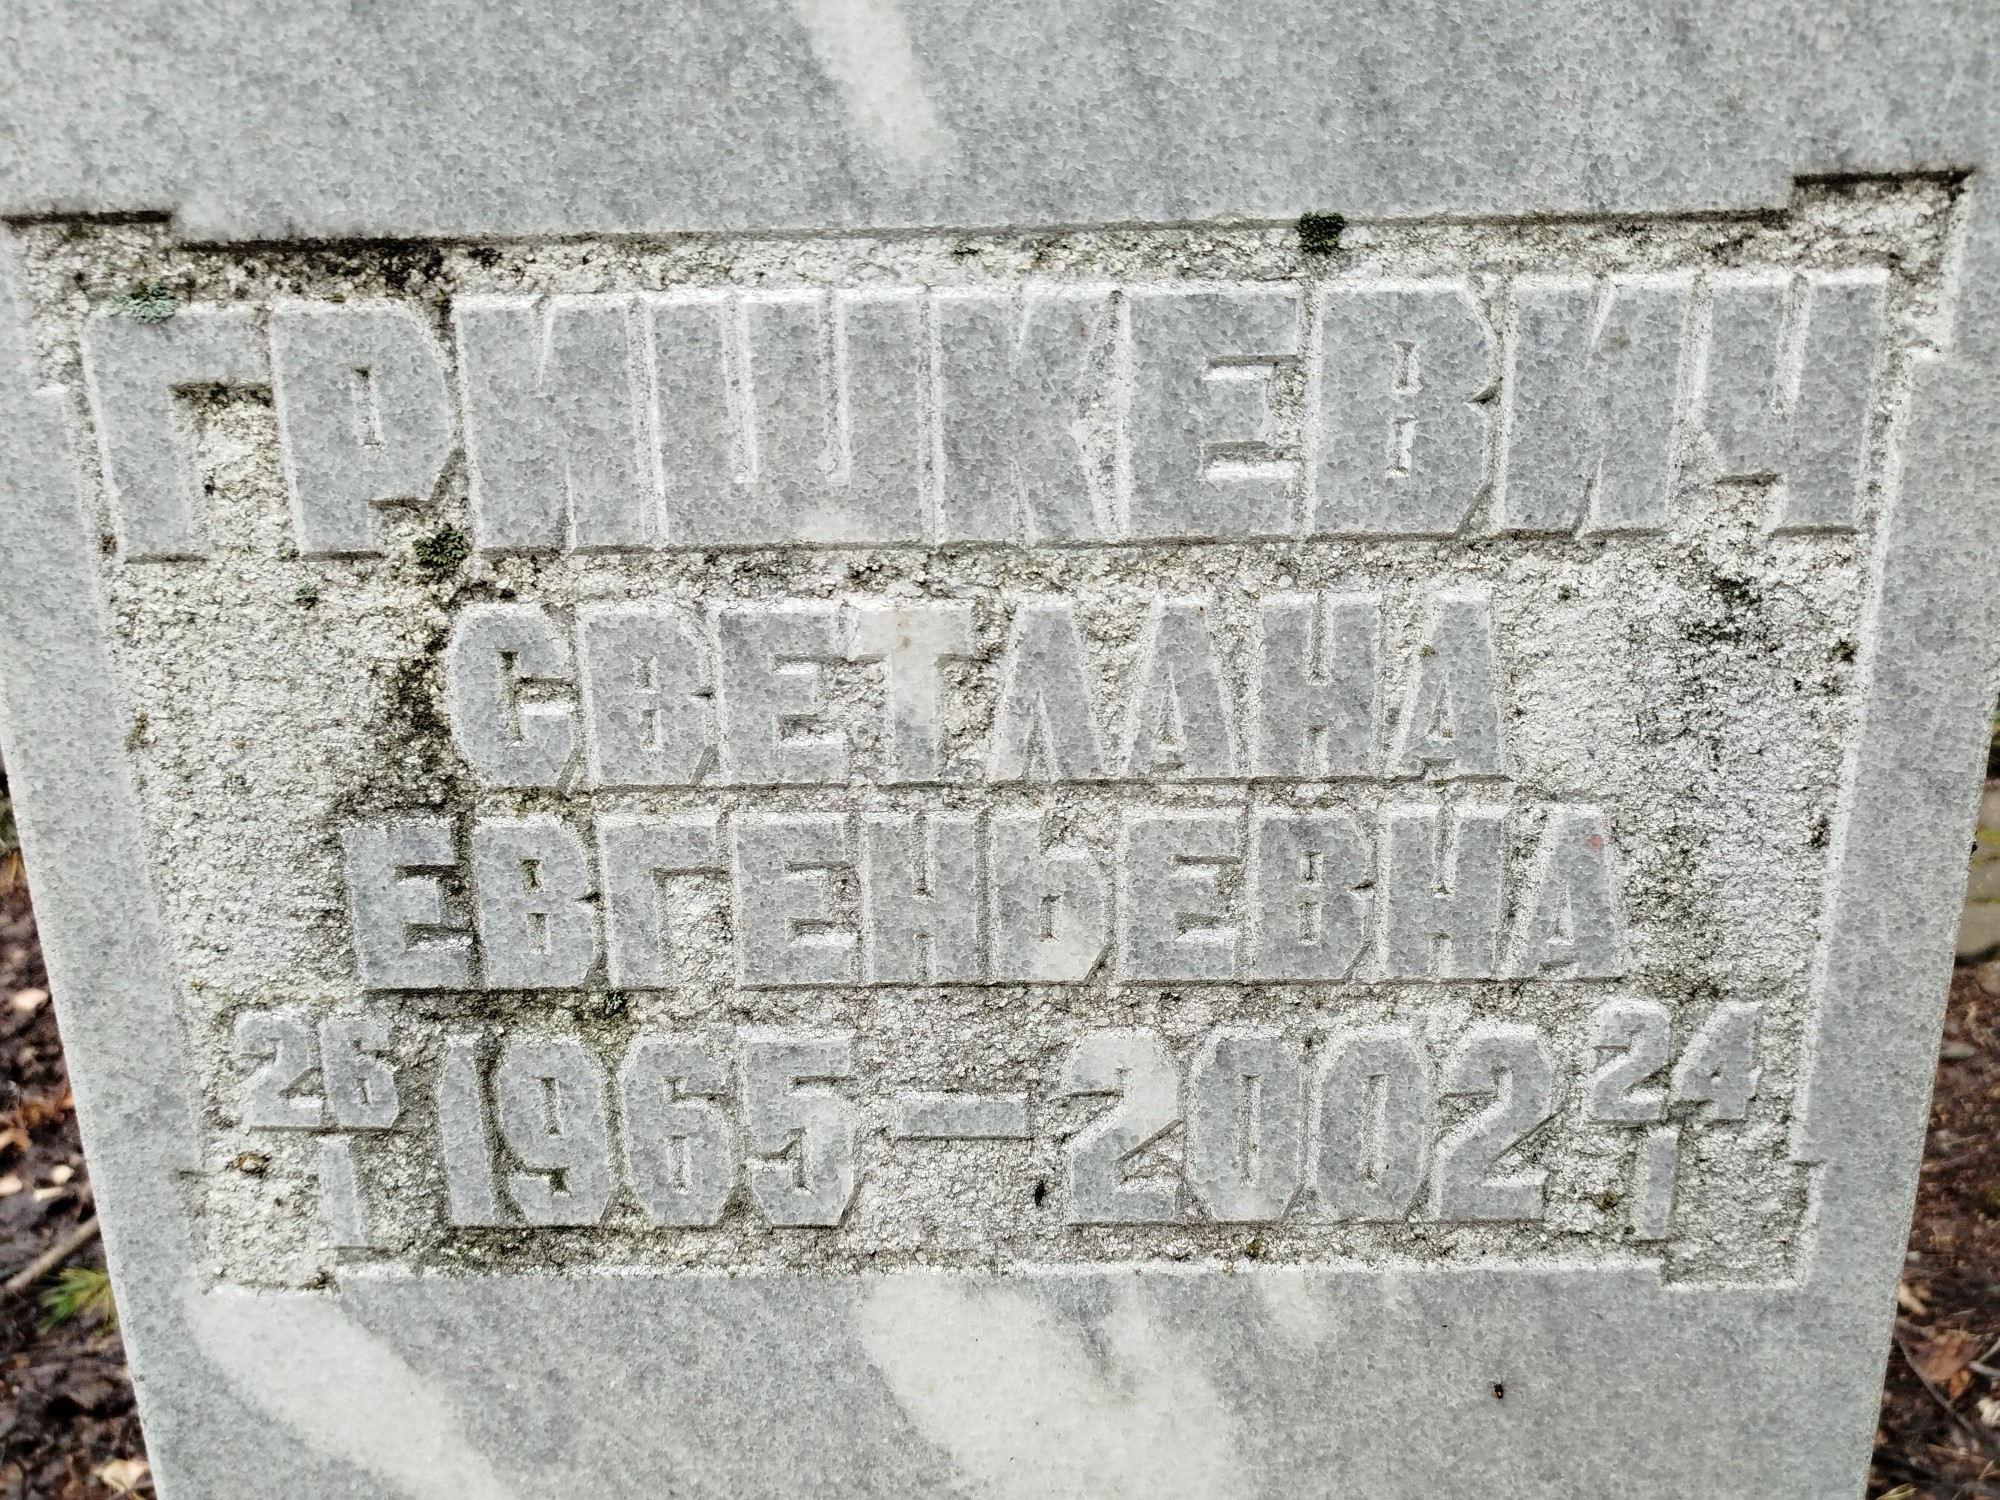 ГРИШКЕВИЧ
СВЕТЛАНА
ЕВГЕНЬЕВНА
26 1965 — 2002 24
I I